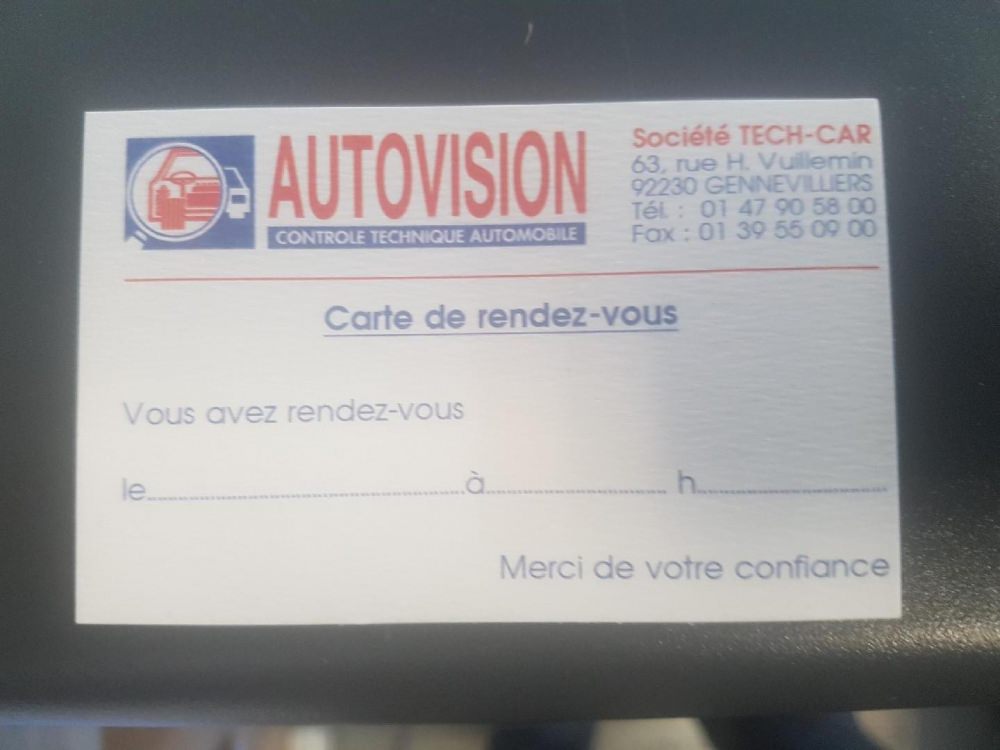 AUTOVISION
CONTROLE TECHNIQUE AUTOMOBILE
Société TECH-CAR
63, rue H. Vuillemin
92230 GENNEVILLIERS
Tél. : 01 47 90 58 00
Fax : 01 39 55 09 00
Carte de rendez-vous
Vous avez rendez-vous
le....................à.................... h....................
Merci de votre confiance